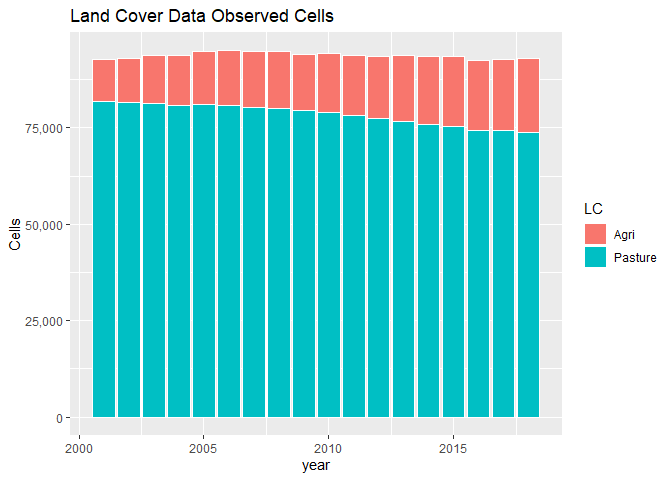 Land Cover Data Observed Cells
75,000
50,000
25,000
0
Cells
2000
2005
2010
2015
year
LC
Agri
Pasture